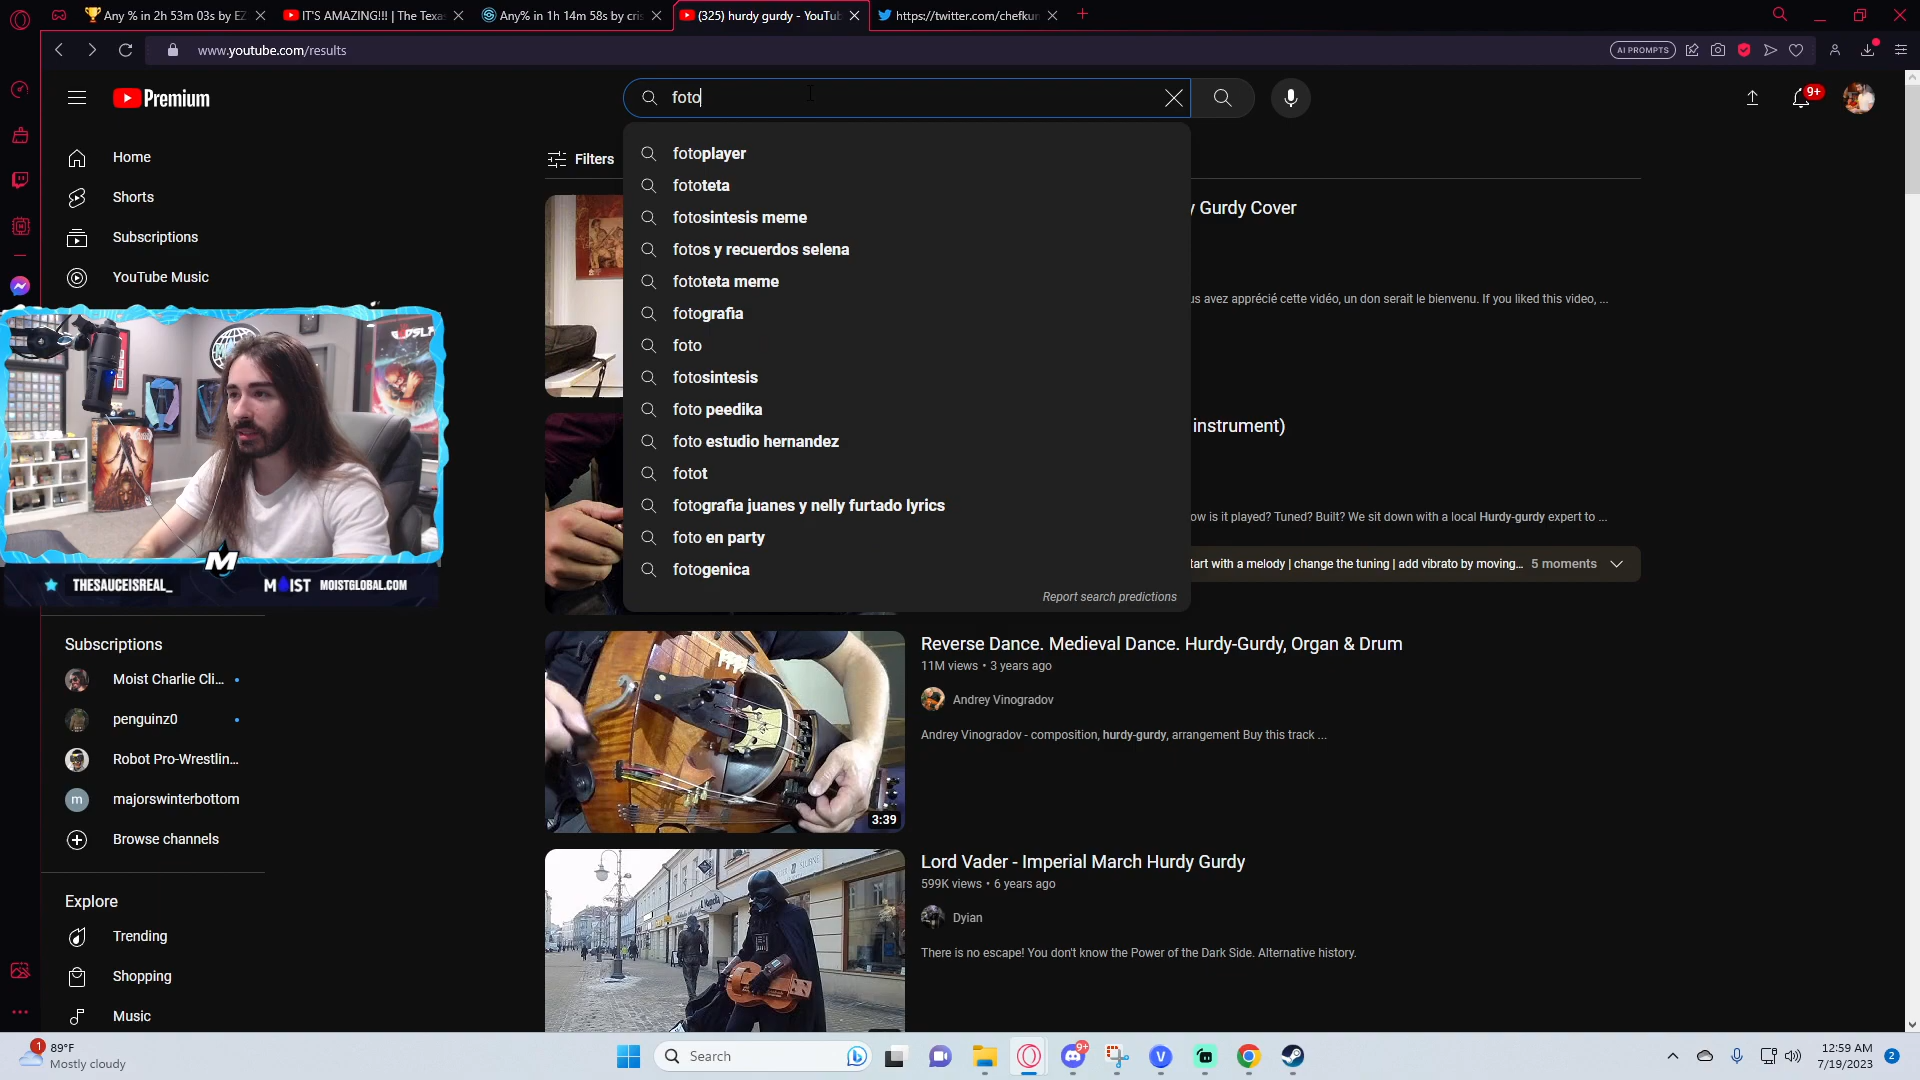 Any % in 2h 53m 03s by EZ
IT'S AMAZING!!! | The Texa
Any% in 1h 14m 58s by cris
(325) hurdy gurdy - YouTub
https://twitter.com/chefkun
www.youtube.com/results
AI PROMPTS
Premium
foto
9+
Home
Shorts
Subscriptions
YouTube Music
Filters
fotoplayer
fototeta
fotosintesis meme
fotos y recuerdos selena
fototeta meme
fotografia
foto
fotosintesis
foto peedika
foto estudio hernandez
fotot
fotografia juanes y nelly furtado lyrics
foto en party
fotogenica
Report search predictions
y Gurdy Cover
us avez apprécié cette vidéo, un don serait le bienvenu. If you liked this video, ...
instrument)
ow is it played? Tuned? Built? We sit down with a local Hurdy-gurdy expert to ...
tart with a melody | change the tuning | add vibrato by moving... 5 moments
M
THESAUCEISREAL_
MOIST MOISTGLOBAL.COM
Subscriptions
Moist Charlie Cli...
penguinz0
Robot Pro-Wrestlin...
m majorswinterbottom
Browse channels
Explore
Trending
Shopping
Music
Reverse Dance. Medieval Dance. Hurdy-Gurdy, Organ & Drum
11M views • 3 years ago
Andrey Vinogradov
Andrey Vinogradov - composition, hurdy-gurdy, arrangement Buy this track ...
3:39
Lord Vader - Imperial March Hurdy Gurdy
599K views • 6 years ago
Dyian
There is no escape! You don't know the Power of the Dark Side. Alternative history.
1
89°F
Mostly cloudy
Search
9+
V
12:59 AM
7/19/2023
2